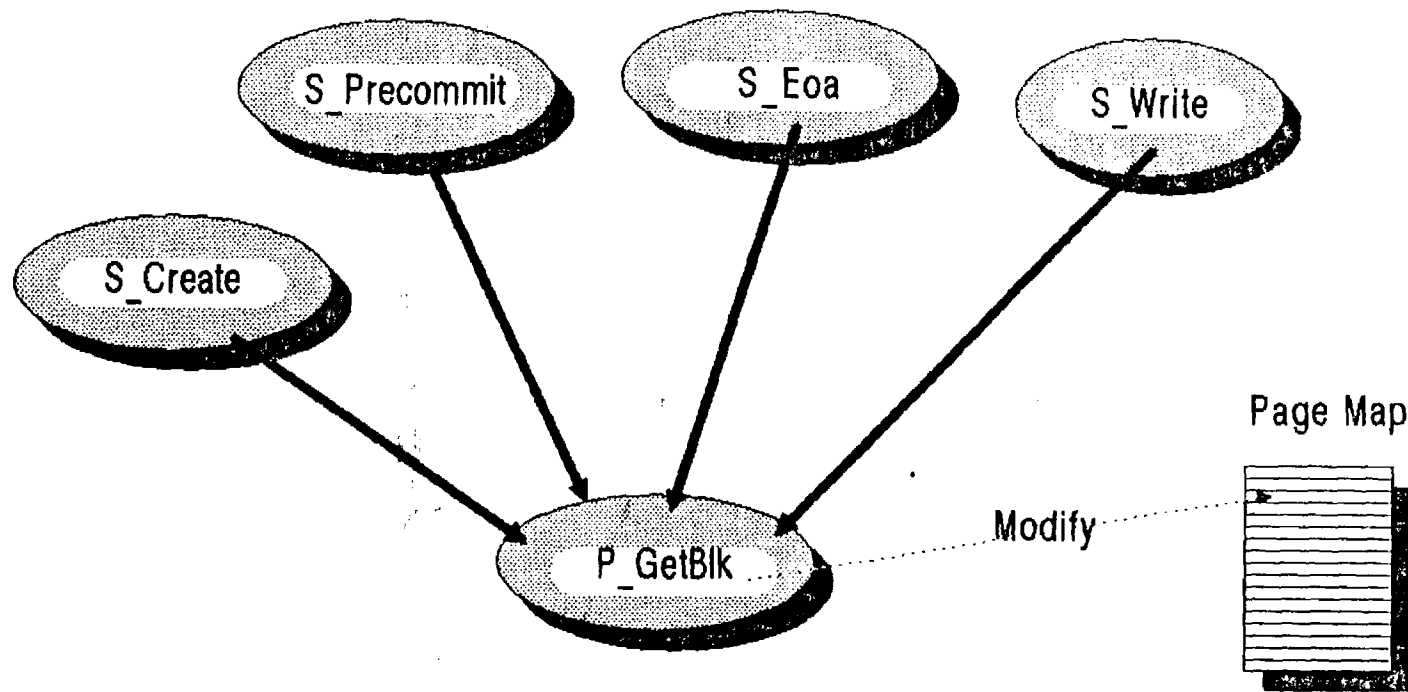 S_Precommit
S_Eoa
S_Write
S_Create
Page Map
Modify
P_GetBlk